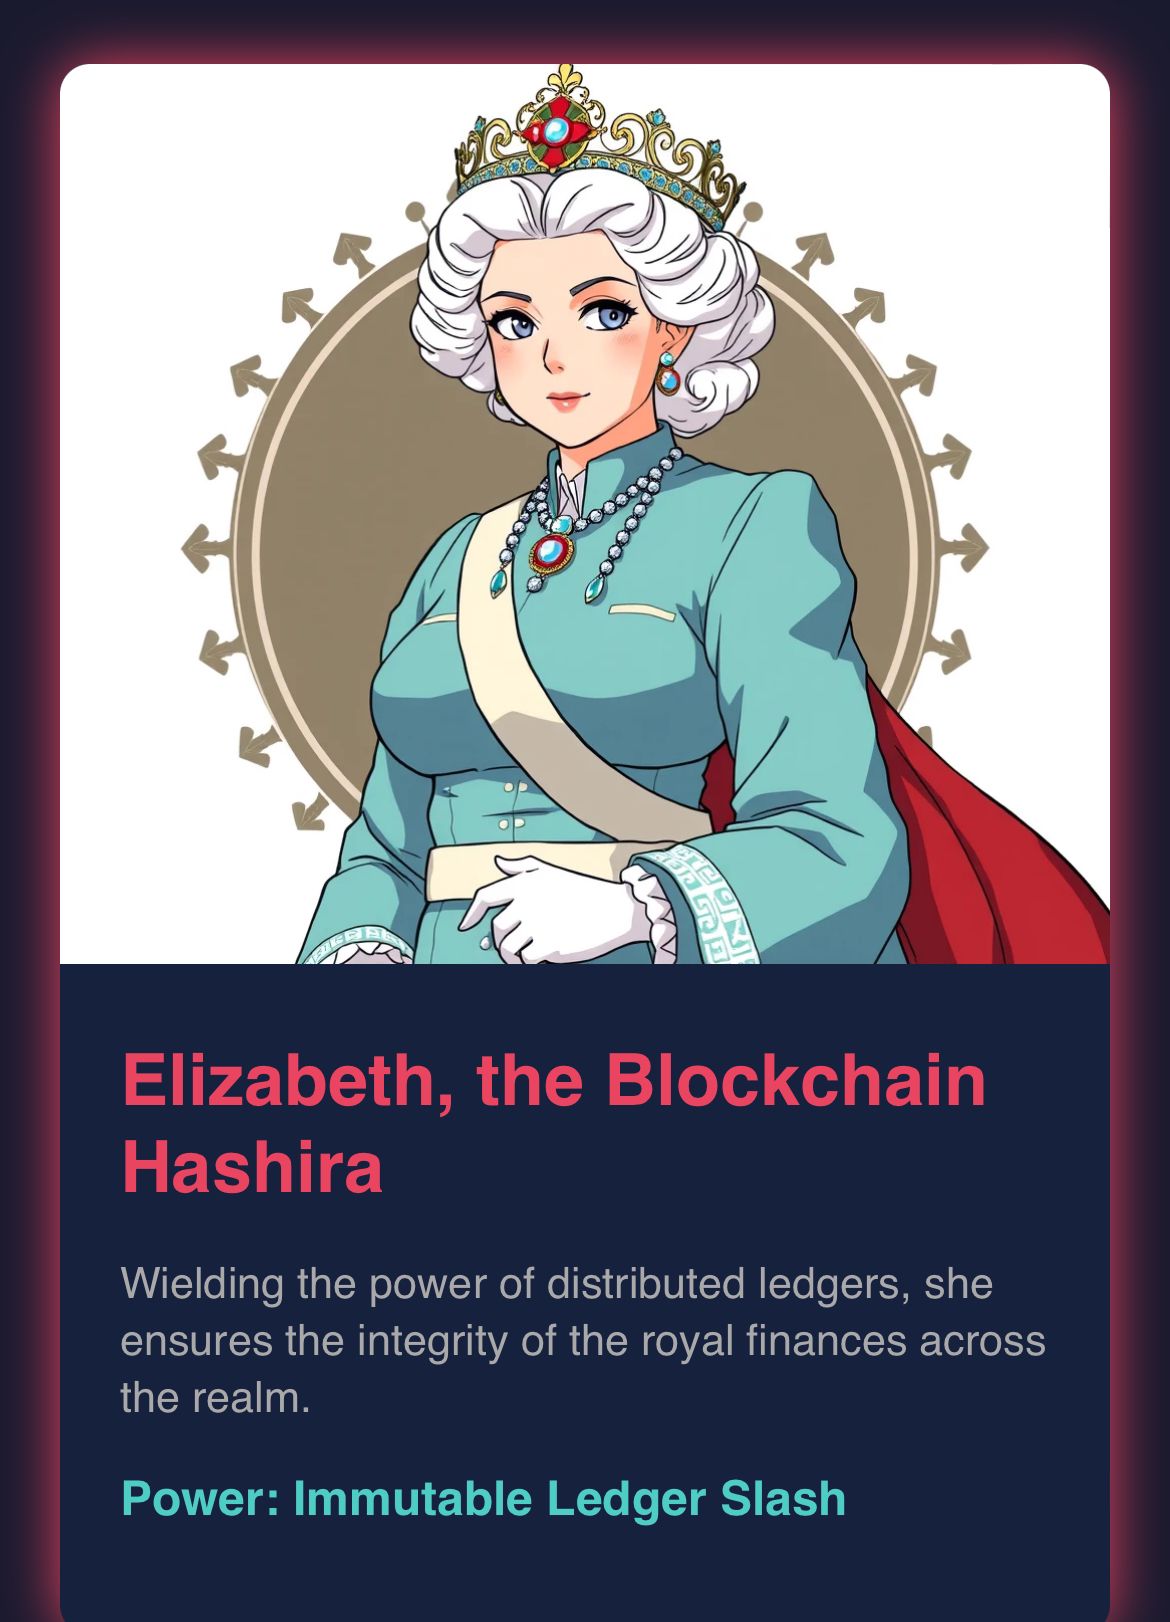 Elizabeth, the Blockchain
Hashira
Wielding the power of distributed ledgers, she
ensures the integrity of the royal finances across
the realm.
Power: Immutable Ledger Slash